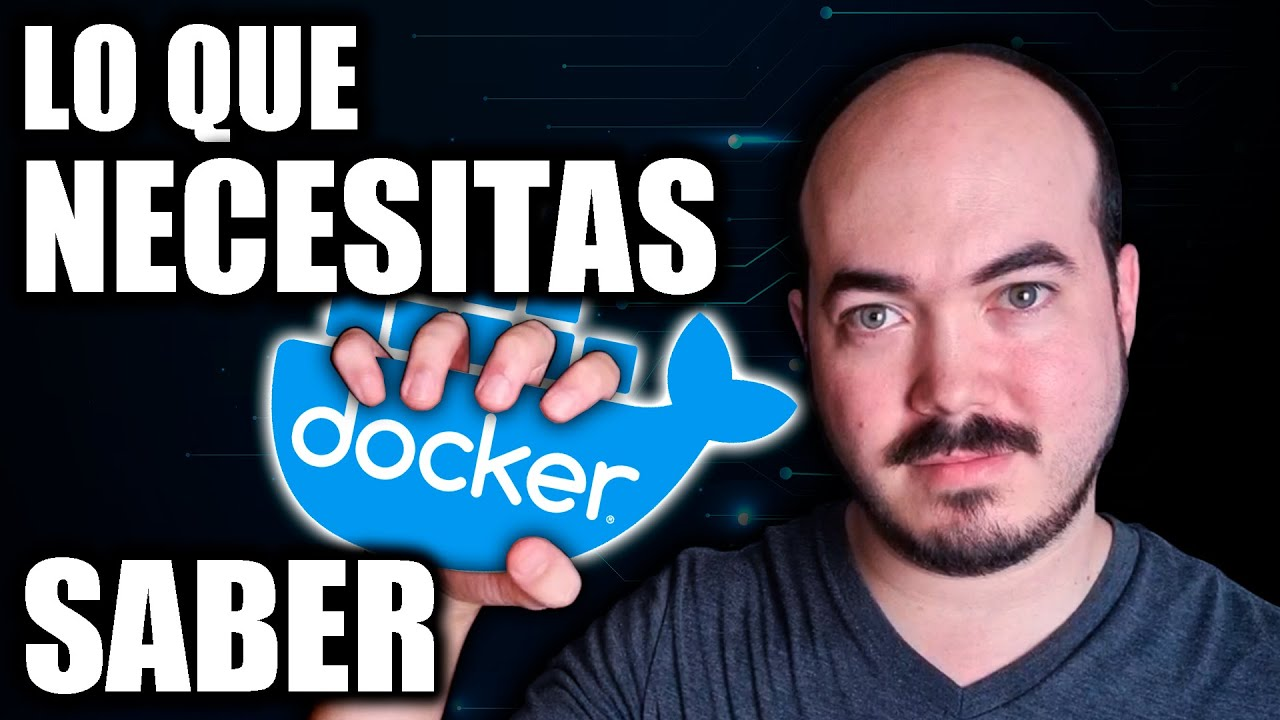 LO QUE
NECESITAS
docker
SABER